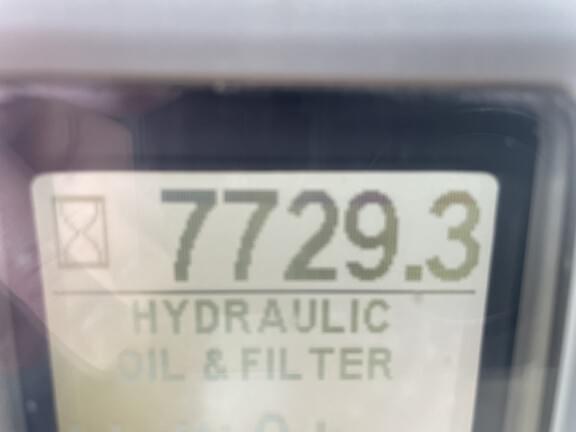 7729.3
HYDRAULIC
OIL & FILTER